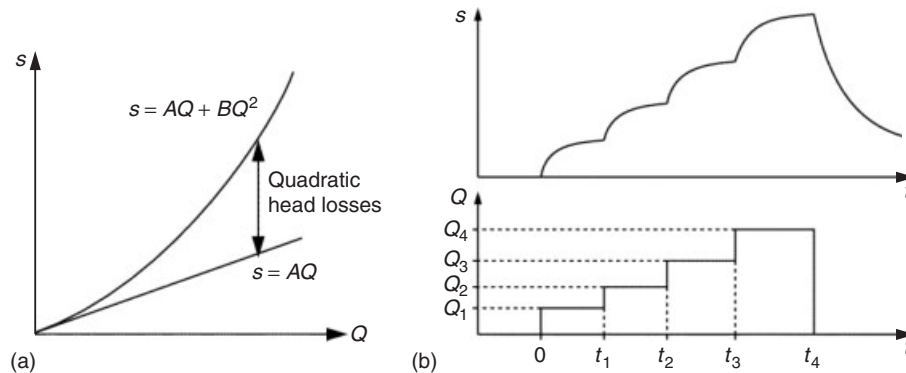 s
s = AQ + BQ²
Quadratic
head losses
s = AQ
Q
(a)
s
t
Q
Q₄
Q₃
Q₂
Q₁
0 t₁ t₂ t₃ t₄
t
(b)